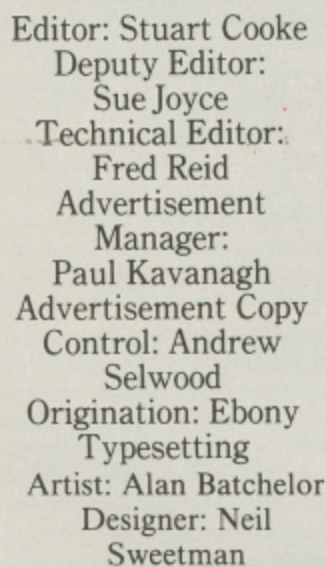 Editor: Stuart Cooke
Deputy Editor:
Sue Joyce
Technical Editor:
Fred Reid
Advertisement
Manager:
Paul Kavanagh
Advertisement Copy
Control: Andrew
Selwood
Origination: Ebony
Typesetting
Artist: Alan Batchelor
Designer: Neil
Sweetman